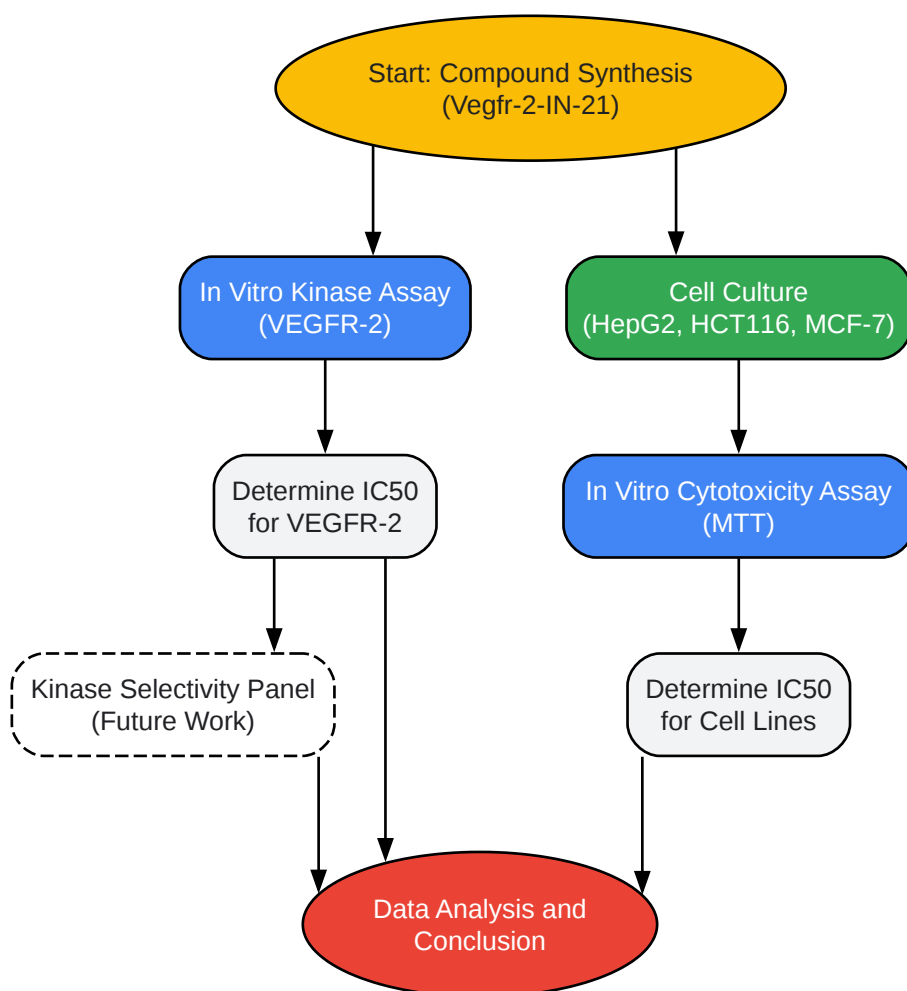 Start: Compound Synthesis
(Vegfr-2-IN-21)
In Vitro Kinase Assay
(VEGFR-2)
Cell Culture
(HepG2, HCT116, MCF-7)
Determine IC50
for VEGFR-2
In Vitro Cytotoxicity Assay
(MTT)
Kinase Selectivity Panel
(Future Work)
Determine IC50
for Cell Lines
Data Analysis and
Conclusion